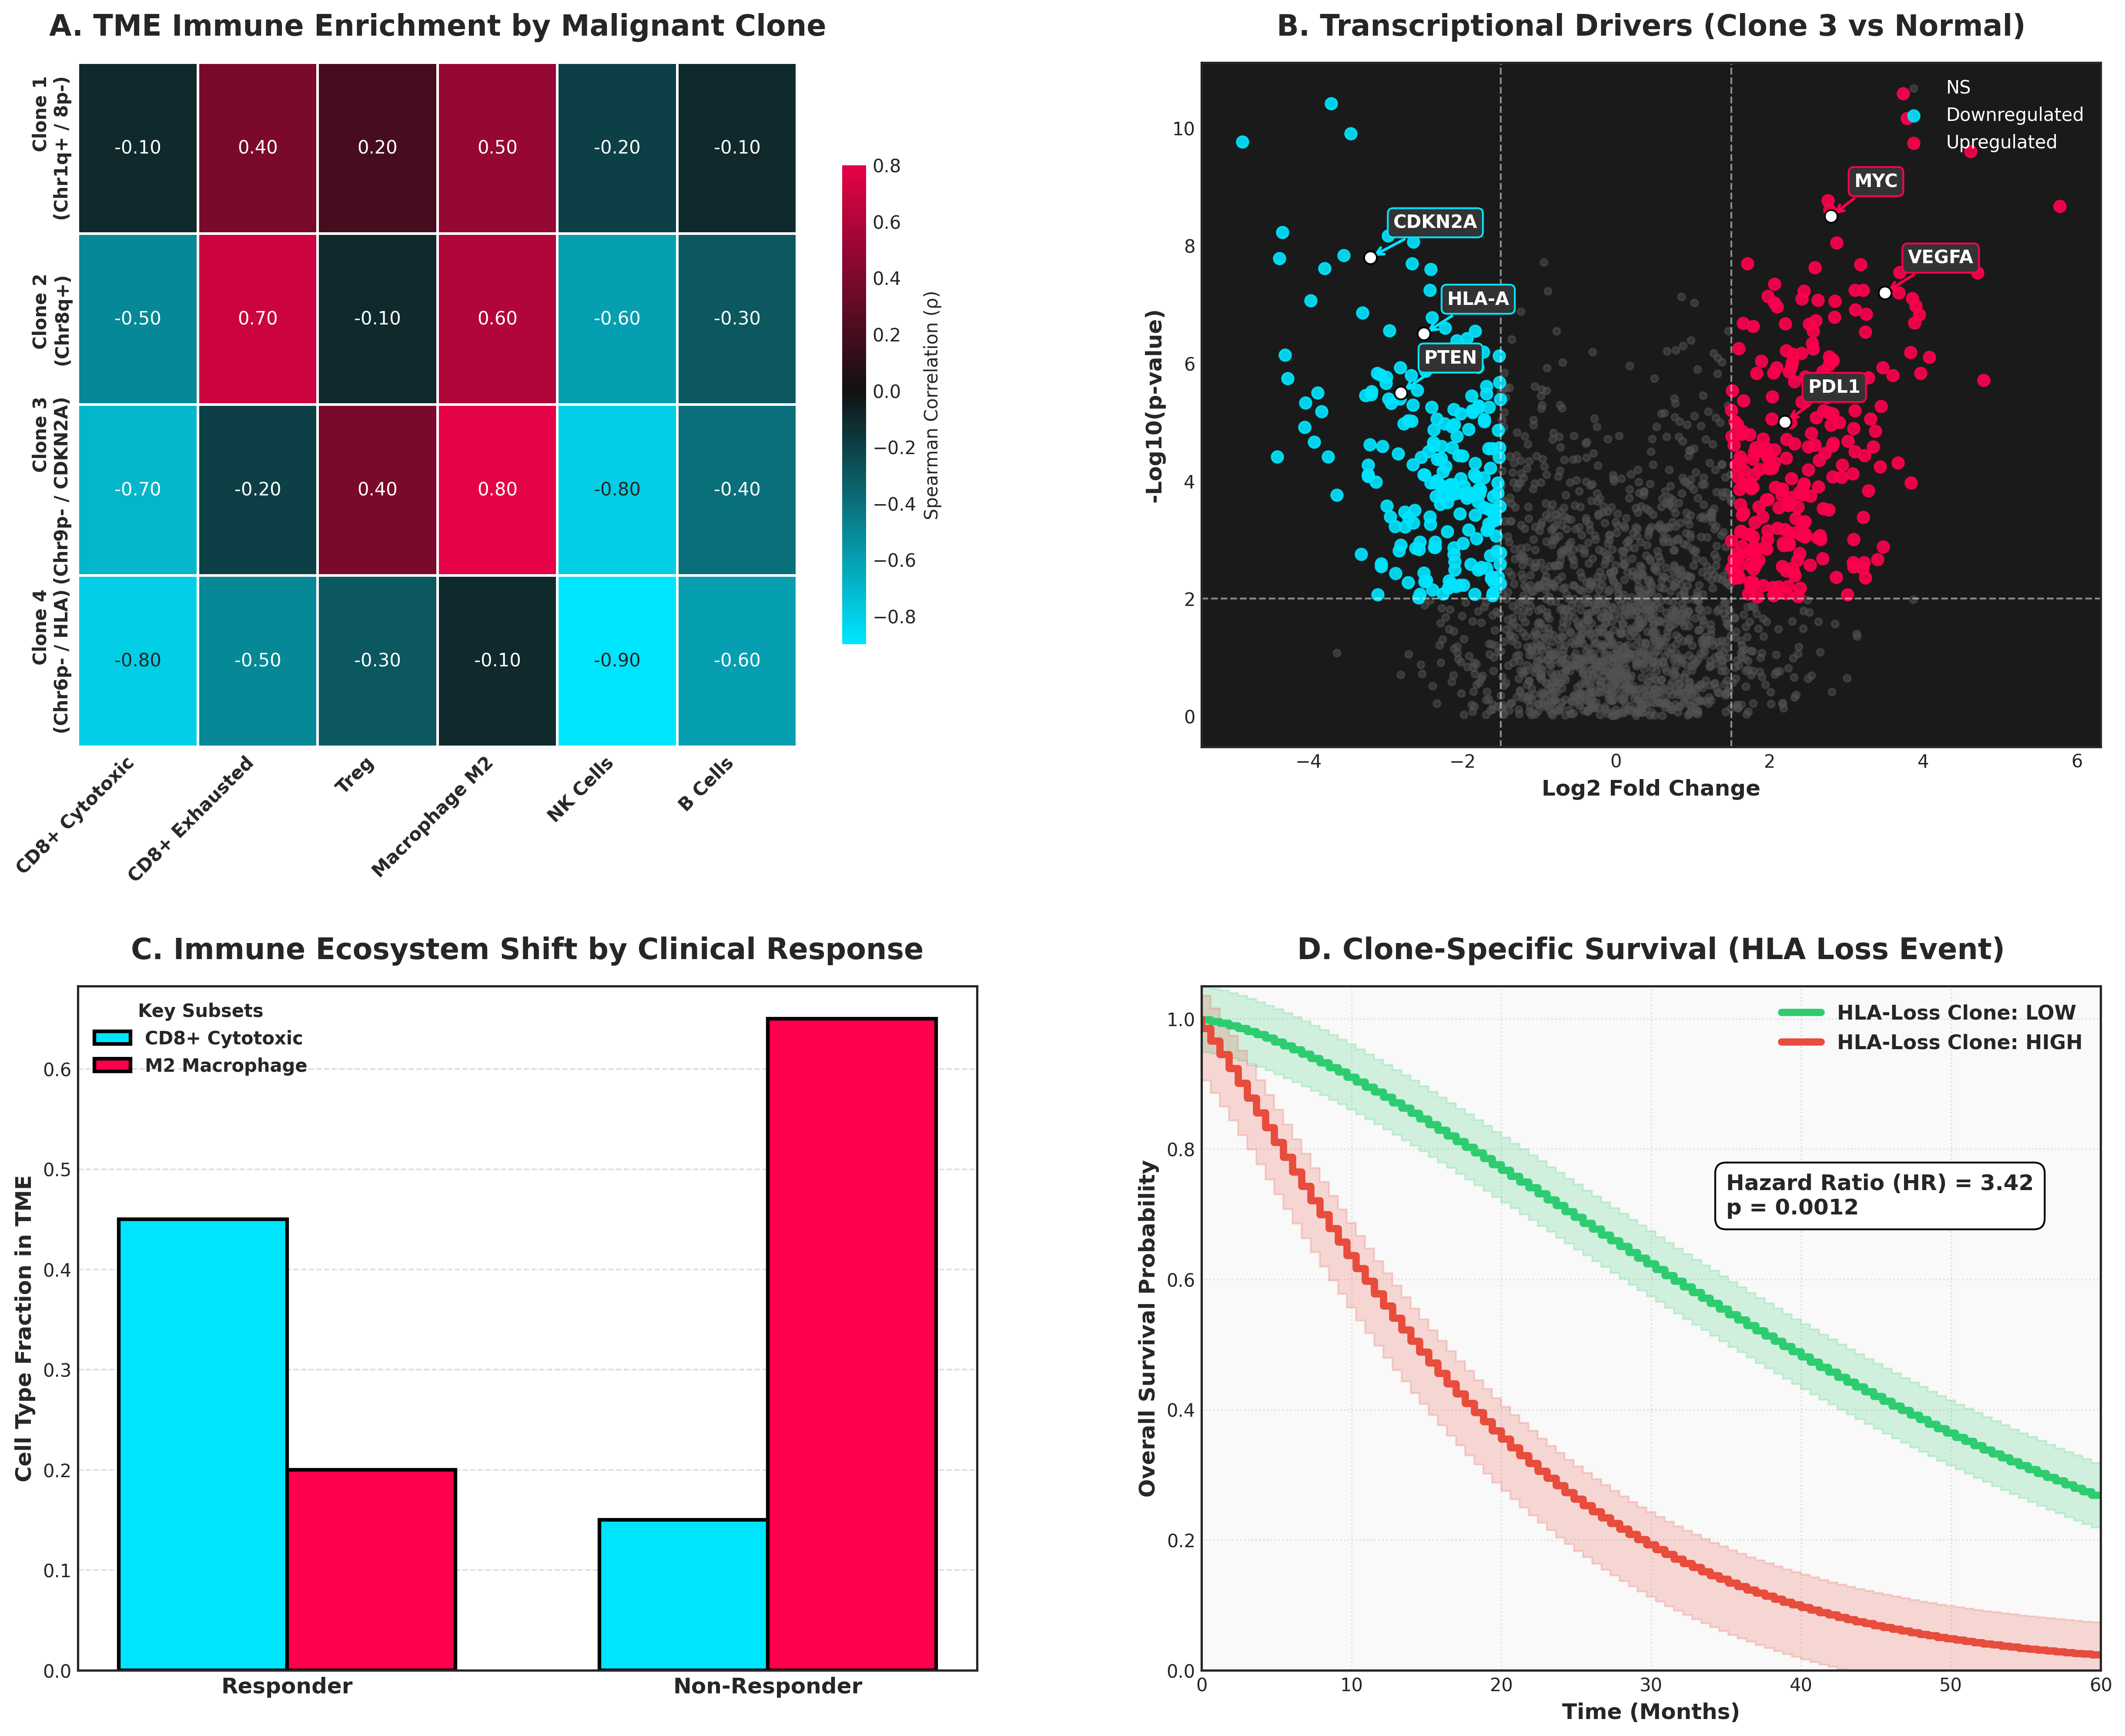 A. TME Immune Enrichment by Malignant Clone
Clone 1
(Chr1q+ / 8p-)
-0.10 0.40 0.20 0.50 -0.20 -0.10
Clone 2
(Chr8q+)
-0.50 0.70 -0.10 0.60 -0.60 -0.30
Clone 3
(Chr9p- / CDKN2A)
-0.70 -0.20 0.40 0.80 -0.80 -0.40
Clone 4
(Chr6p- / HLA)
-0.80 -0.50 -0.30 -0.10 -0.90 -0.60
CD8+ Cytotoxic
CD8+ Exhausted
Treg
Macrophage M2
NK Cells
B Cells
0.8
0.6
0.4
0.2
0.0
−0.2
−0.4
−0.6
−0.8
Spearman Correlation (ρ)
B. Transcriptional Drivers (Clone 3 vs Normal)
NS
Downregulated
Upregulated
MYC
CDKN2A
VEGFA
HLA-A
PTEN
PDL1
10
8
6
4
2
0
-Log10(p-value)
−4 −2 0 2 4 6
Log2 Fold Change
C. Immune Ecosystem Shift by Clinical Response
Key Subsets
CD8+ Cytotoxic
M2 Macrophage
0.6
0.5
0.4
0.3
0.2
0.1
0.0
Cell Type Fraction in TME
Responder Non-Responder
D. Clone-Specific Survival (HLA Loss Event)
HLA-Loss Clone: LOW
HLA-Loss Clone: HIGH
Hazard Ratio (HR) = 3.42
p = 0.0012
1.0
0.8
0.6
0.4
0.2
0.0
Overall Survival Probability
0 10 20 30 40 50 60
Time (Months)